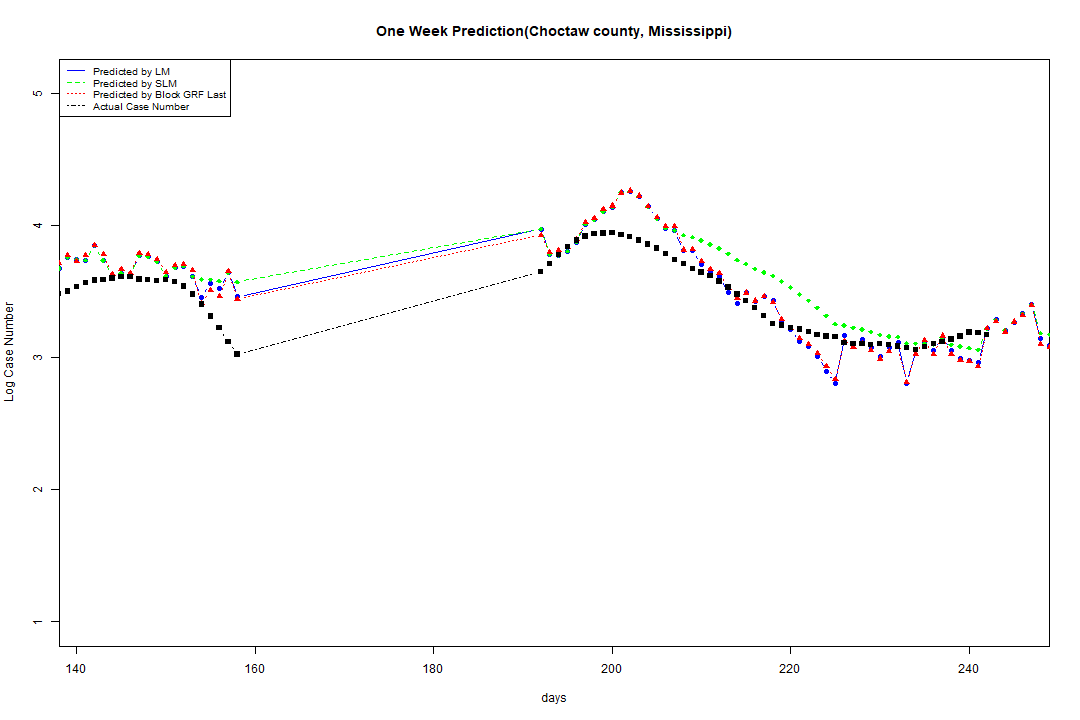 One Week Prediction(Choctaw county, Mississippi)
Predicted by LM
Predicted by SLM
Predicted by Block GRF Last
Actual Case Number
5
4
3
2
1
Log Case Number
140 160 180 200 220 240
days